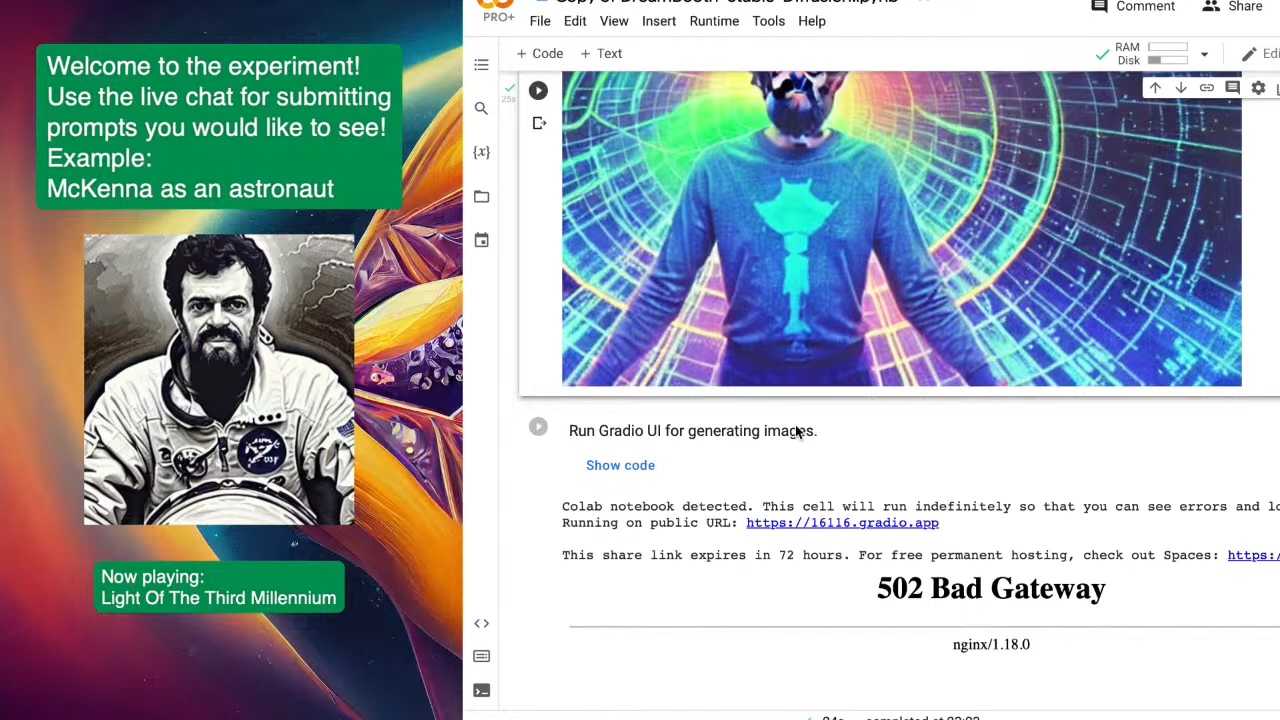 Welcome to the experiment!
Use the live chat for submitting
prompts you would like to see!
Example:
McKenna as an astronaut
Now playing:
Light Of The Third Millennium
PRO+
File Edit View Insert Runtime Tools Help
Comment
Share
+ Code + Text
RAM
Disk
Edi
25s
{x}
Run Gradio UI for generating images.
Show code
Colab notebook detected. This cell will run indefinitely so that you can see errors and lo
Running on public URL: https://16116.gradio.app
This share link expires in 72 hours. For free permanent hosting, check out Spaces: https:/
502 Bad Gateway
nginx/1.18.0